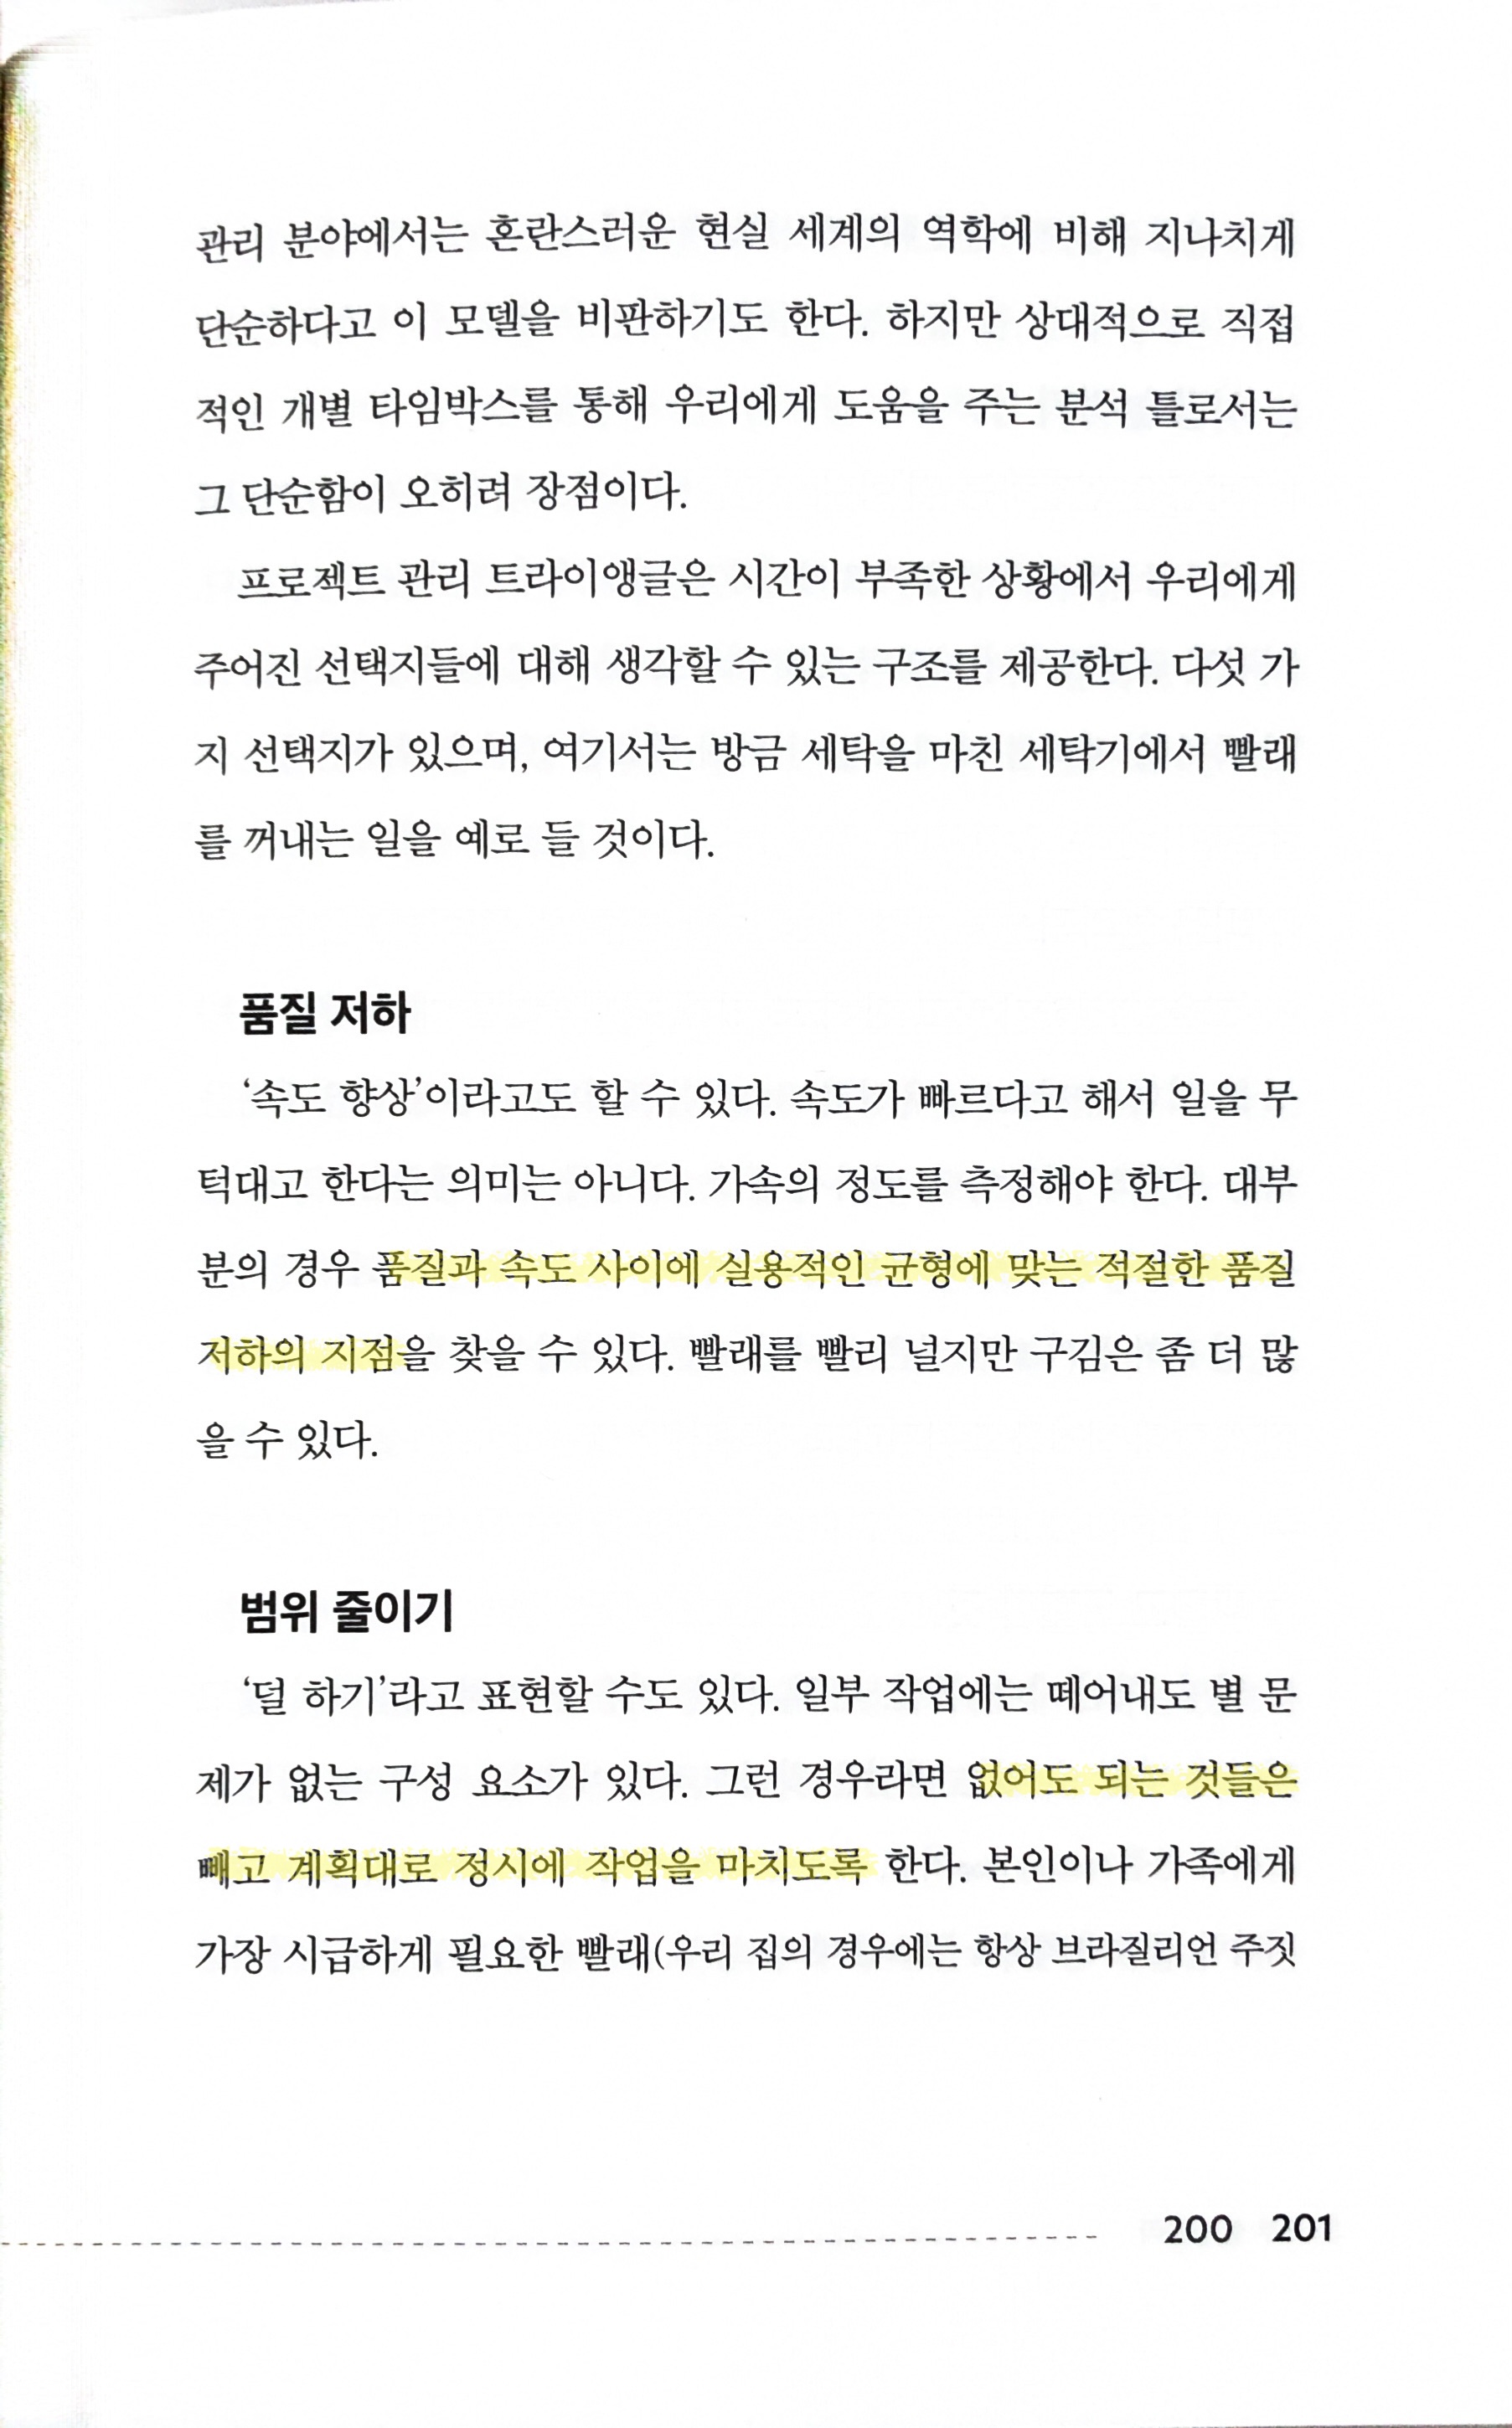 관리 분야에서는 혼란스러운 현실 세계의 역학에 비해 지나치게
단순하다고 이 모델을 비판하기도 한다. 하지만 상대적으로 직접
적인 개별 타임박스를 통해 우리에게 도움을 주는 분석 틀로서는
그 단순함이 오히려 장점이다.
프로젝트 관리 트라이앵글은 시간이 부족한 상황에서 우리에게
주어진 선택지들에 대해 생각할 수 있는 구조를 제공한다. 다섯 가
지 선택지가 있으며, 여기서는 방금 세탁을 마친 세탁기에서 빨래
를 꺼내는 일을 예로 들 것이다.
품질 저하
‘속도 향상’이라고도 할 수 있다. 속도가 빠르다고 해서 일을 무
턱대고 한다는 의미는 아니다. 가속의 정도를 측정해야 한다. 대부
분의 경우 품질과 속도 사이에 실용적인 균형에 맞는 적절한 품질
저하의 지점을 찾을 수 있다. 빨래를 빨리 널지만 구김은 좀 더 많
을 수 있다.
범위 줄이기
‘덜 하기’라고 표현할 수도 있다. 일부 작업에는 떼어내도 별 문
제가 없는 구성 요소가 있다. 그런 경우라면 없어도 되는 것들은
빼고 계획대로 정시에 작업을 마치도록 한다. 본인이나 가족에게
가장 시급하게 필요한 빨래(우리 집의 경우에는 항상 브라질리언 주짓
200 201